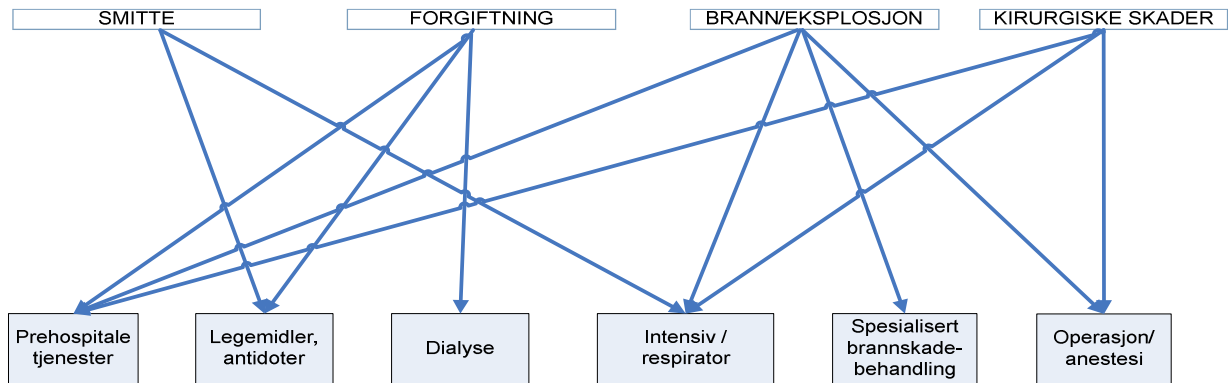 SMITTE
FORGIFTNING
BRANN/EKSPLOSJON
KIRURGISKE SKADER
Prehospitale
tjenester
Legemidler,
antidoter
Dialyse
Intensiv /
respirator
Spesialisert
brannskade-
behandling
Operasjon/
anestesi